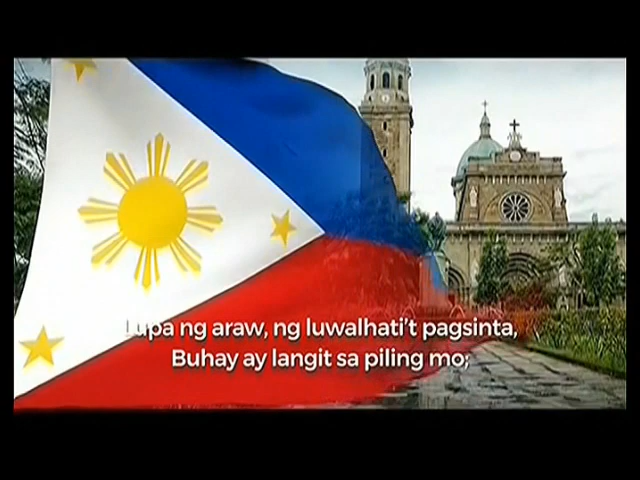 Lupa ng araw, ng luwalhati't pagsinta,
Buhay ay langit sa piling mo;